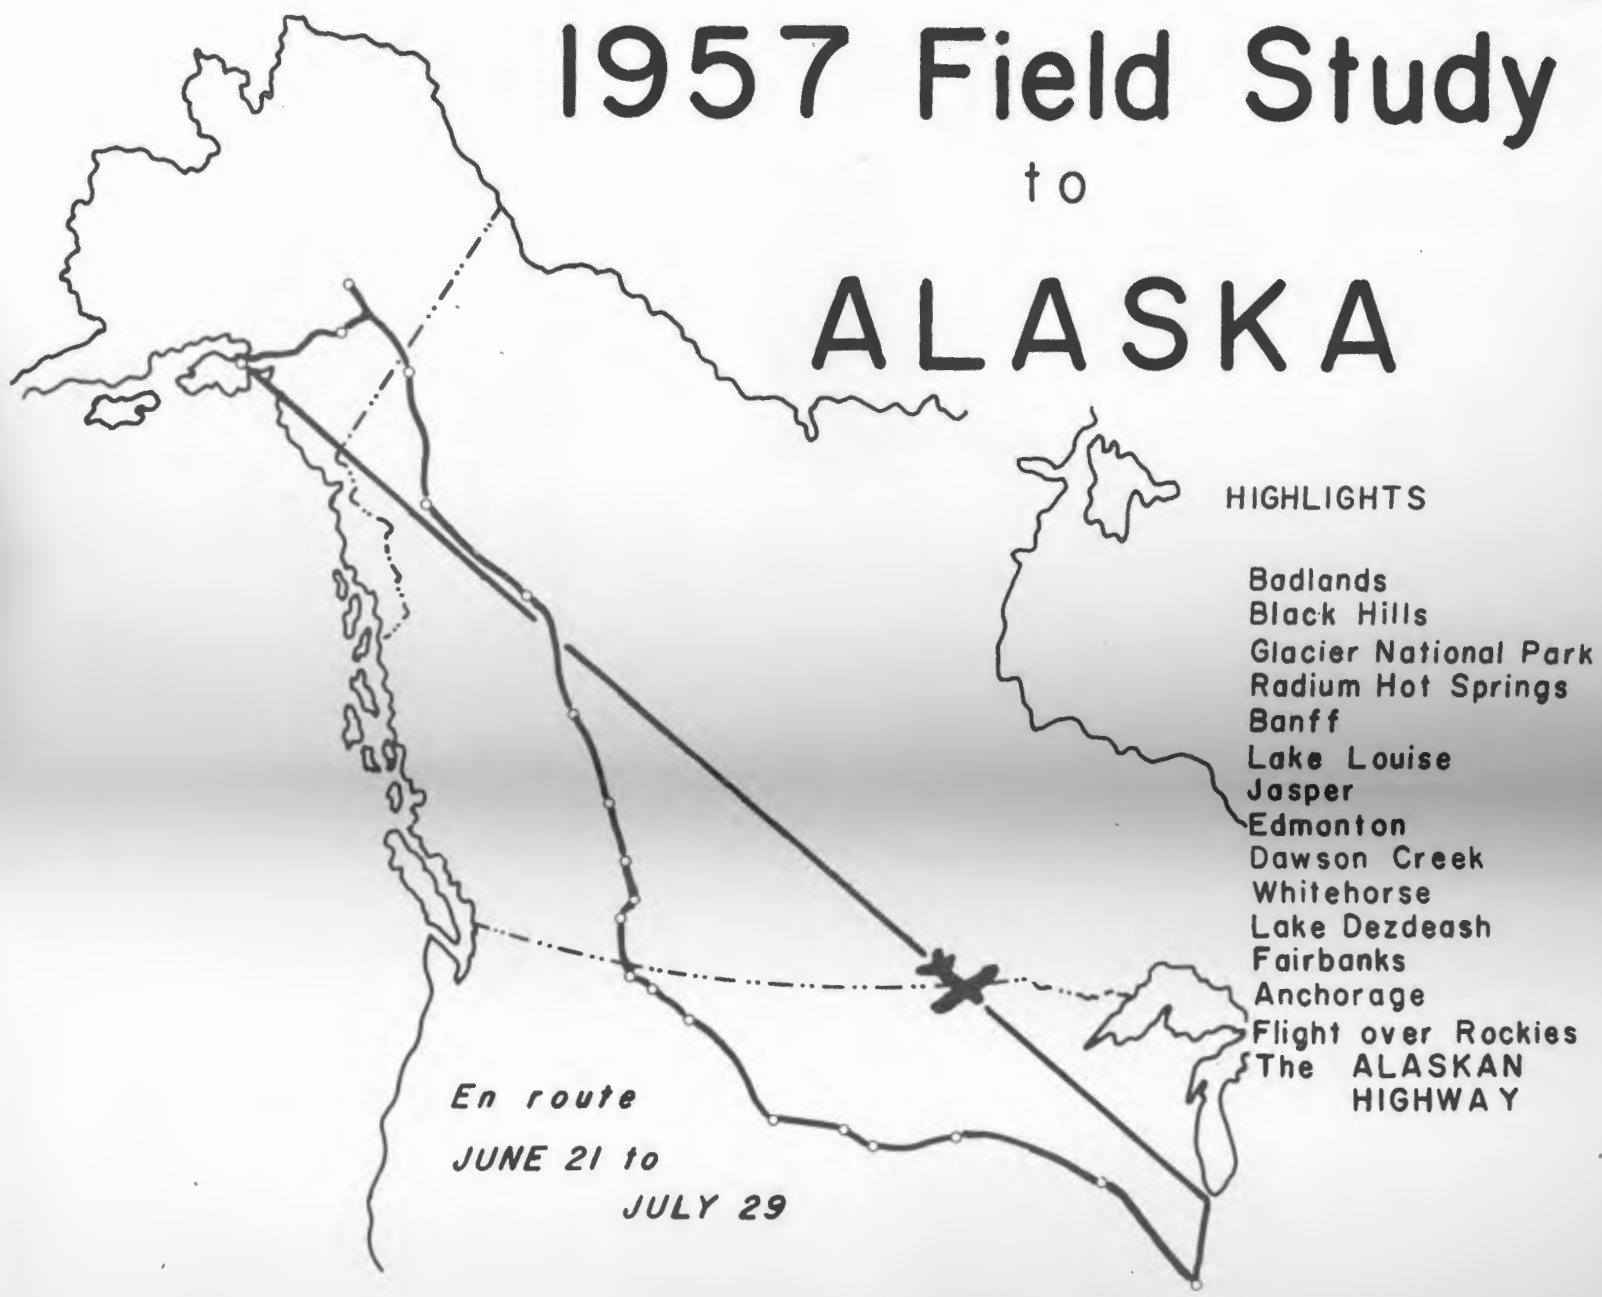 1957 Field Study
to
ALASKA
HIGHLIGHTS
Badlands
Black Hills
Glacier National Park
Radium Hot Springs
Banff
Lake Louise
Jasper
Edmonton
Dawson Creek
Whitehorse
Lake Dezdeash
Fairbanks
Anchorage
Flight over Rockies
The ALASKAN
HIGHWAY
En route
JUNE 21 to
JULY 29